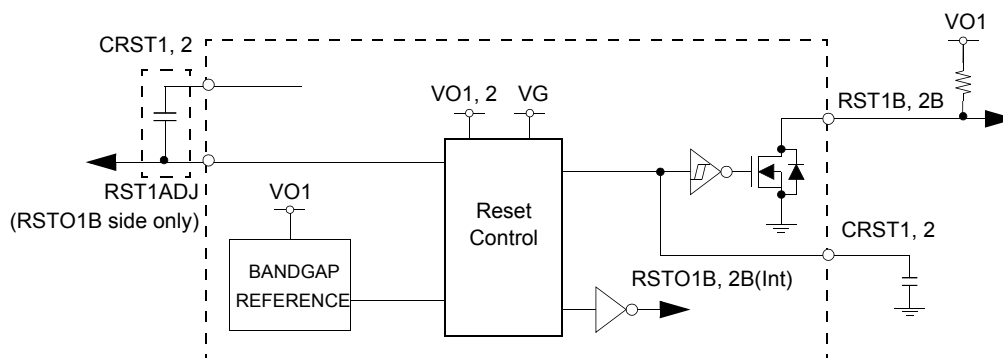 VO1
CRST1, 2
VO1, 2
VG
RST1B, 2B
RST1ADJ
(RSTO1B side only)
VO1
Reset
Control
CRST1, 2
BANDGAP
REFERENCE
RSTO1B, 2B(Int)